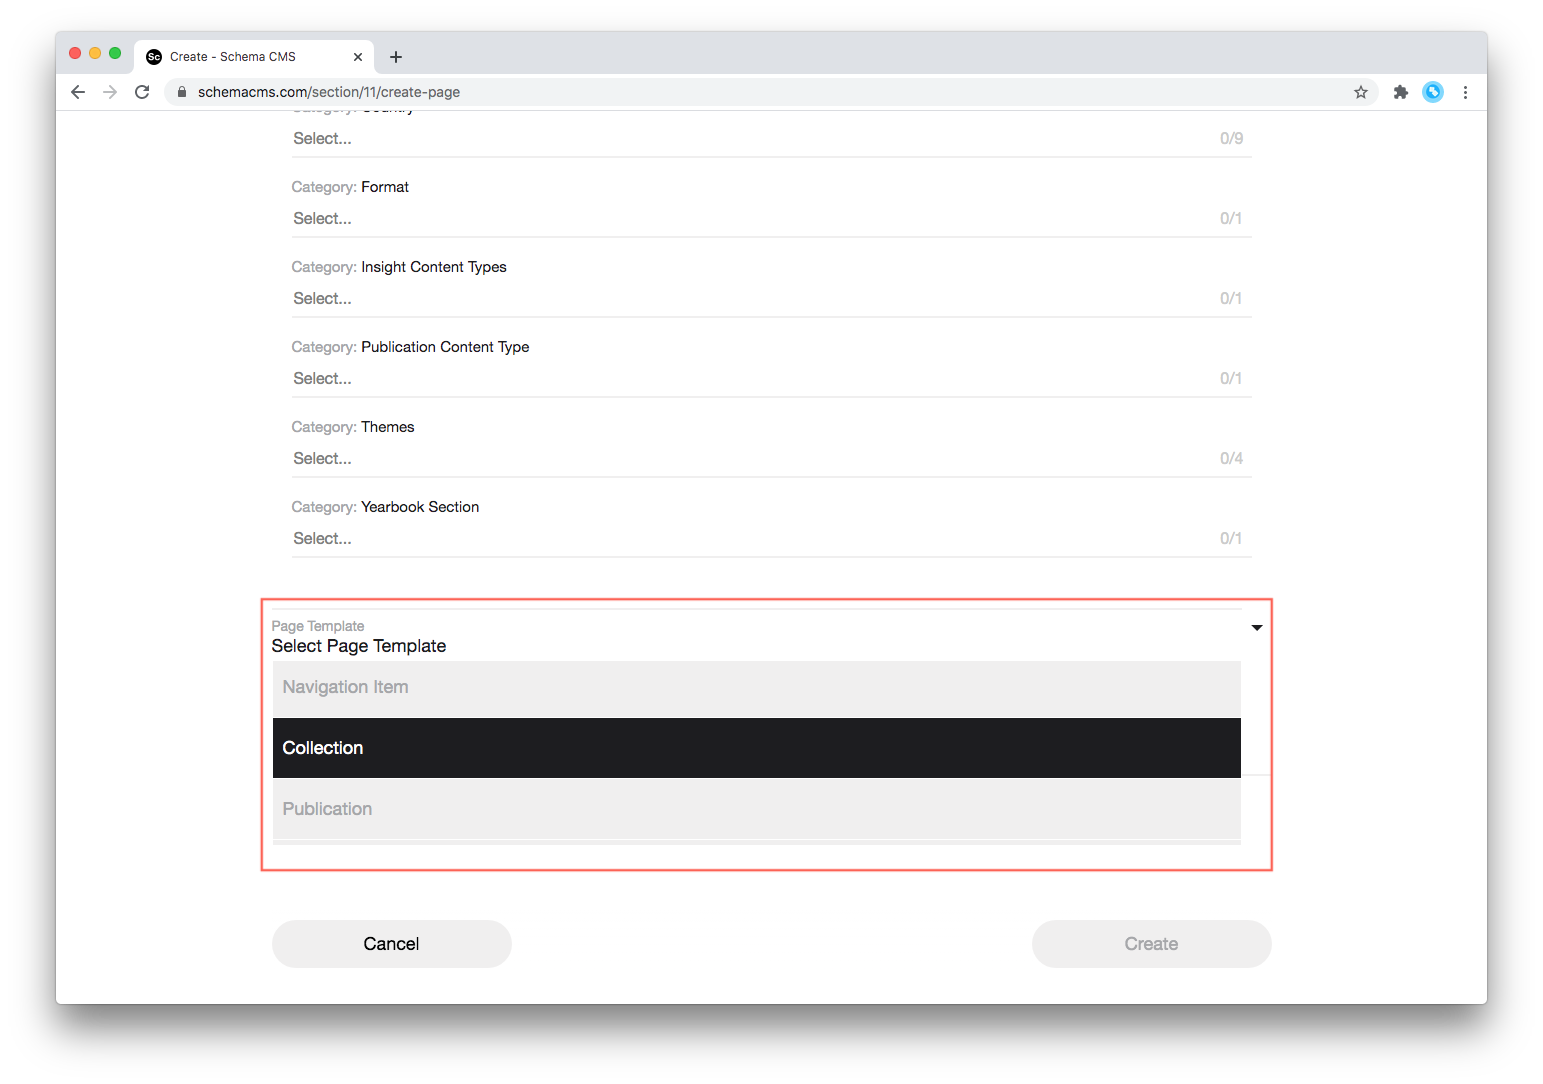 Sc Create - Schema CMS
schemacms.com/section/11/create-page
Category: Country
Select... 0/9
Category: Format
Select... 0/1
Category: Insight Content Types
Select... 0/1
Category: Publication Content Type
Select... 0/1
Category: Themes
Select... 0/4
Category: Yearbook Section
Select... 0/1
Page Template
Select Page Template
Navigation Item
Collection
Publication
Cancel Create